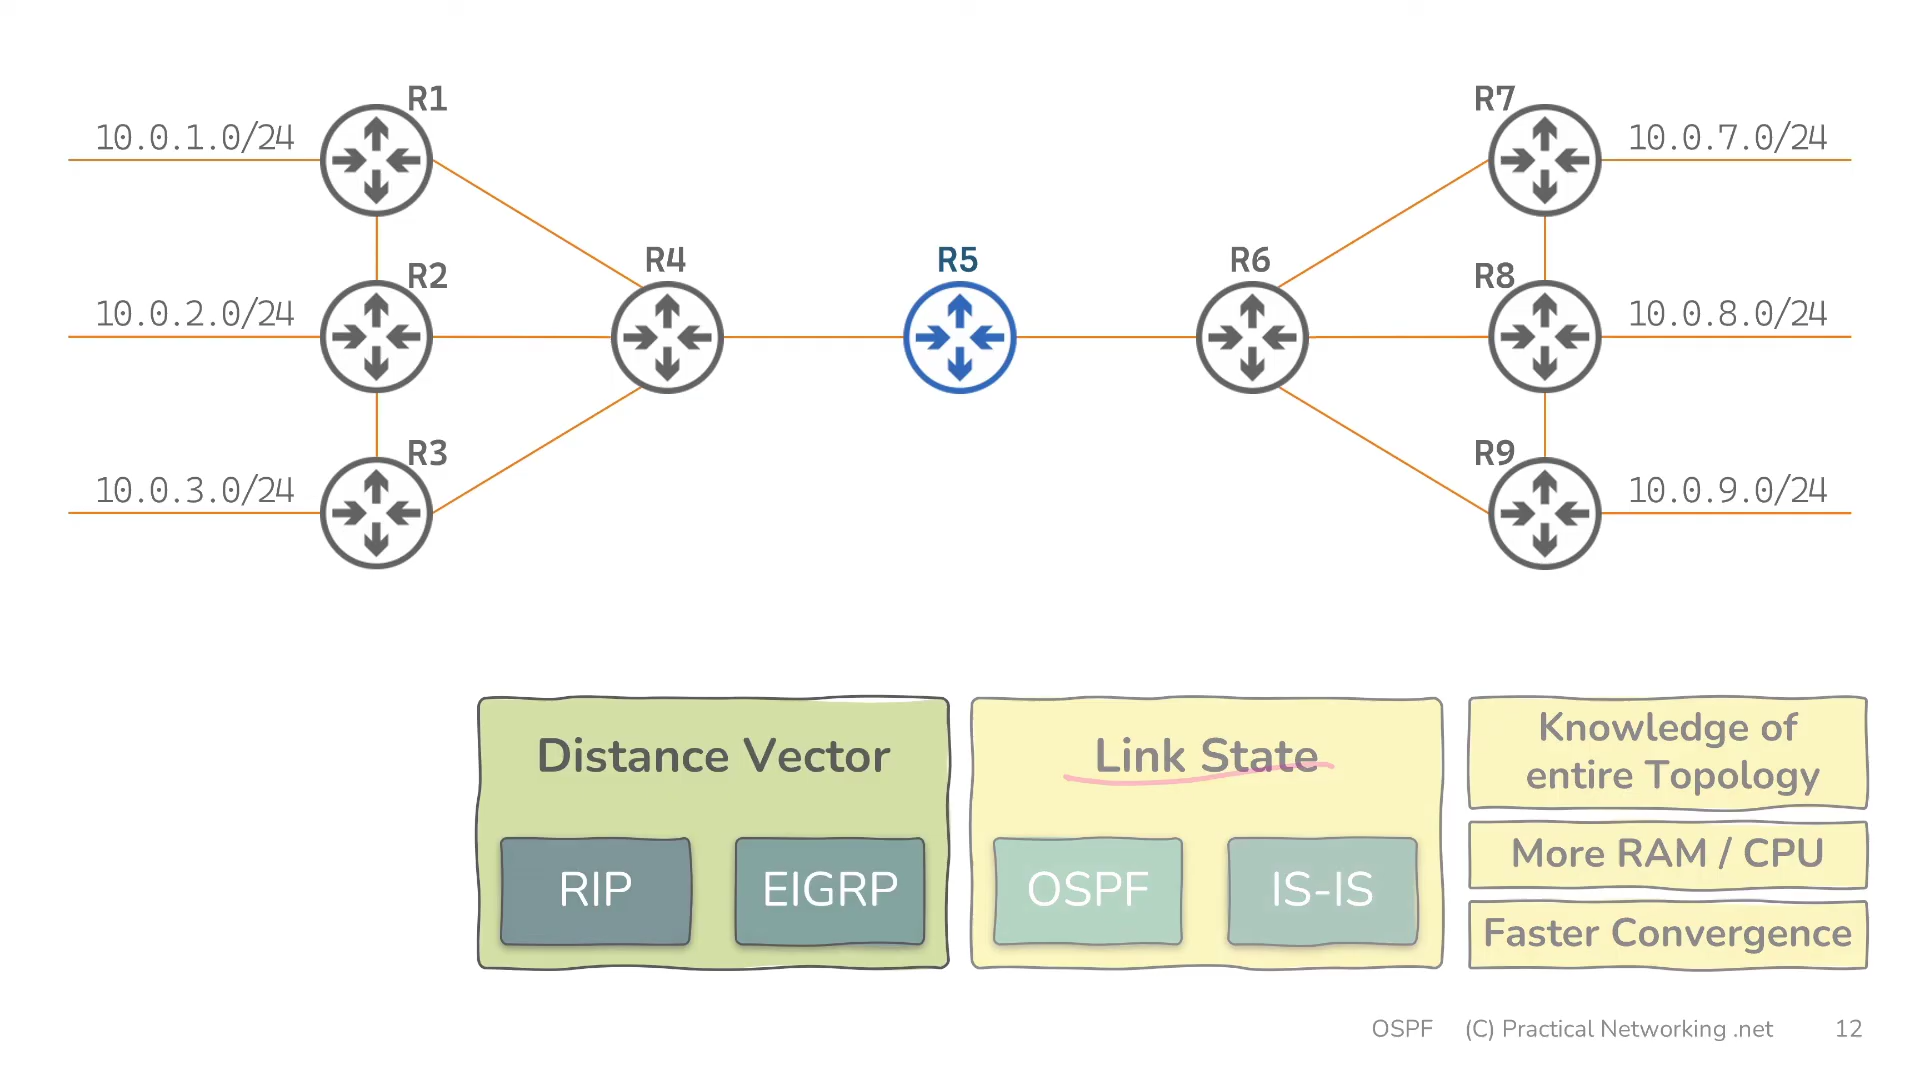 R1
R7
10.0.1.0/24
10.0.7.0/24
R4
R5
R6
R2
R8
10.0.2.0/24
10.0.8.0/24
R3
R9
10.0.3.0/24
10.0.9.0/24
Distance Vector
RIP
EIGRP
Link State
OSPF
IS-IS
Knowledge of
entire Topology
More RAM / CPU
Faster Convergence
OSPF (C) Practical Networking .net 12